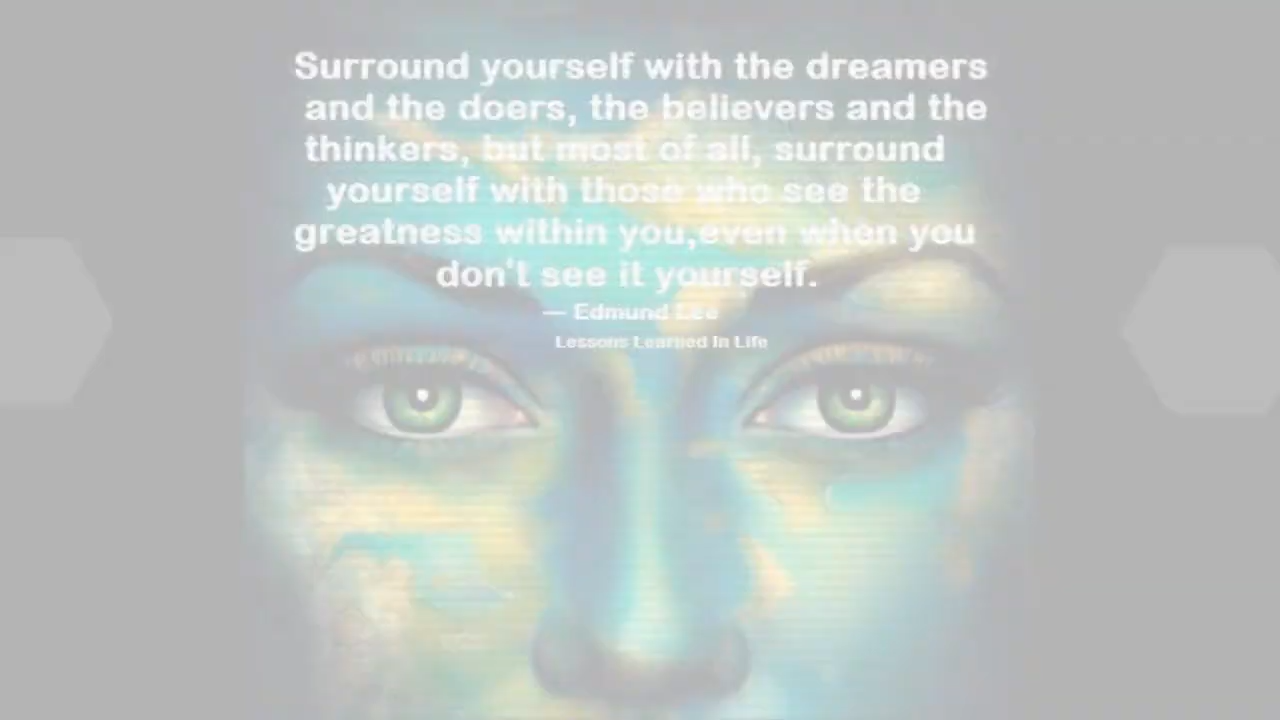 Surround yourself with the dreamers
and the doers, the believers and the
thinkers, but most of all, surround
yourself with those who see the
greatness within you,even when you
don't see it yourself.
— Edmund Lee
Lessons Learned In Life